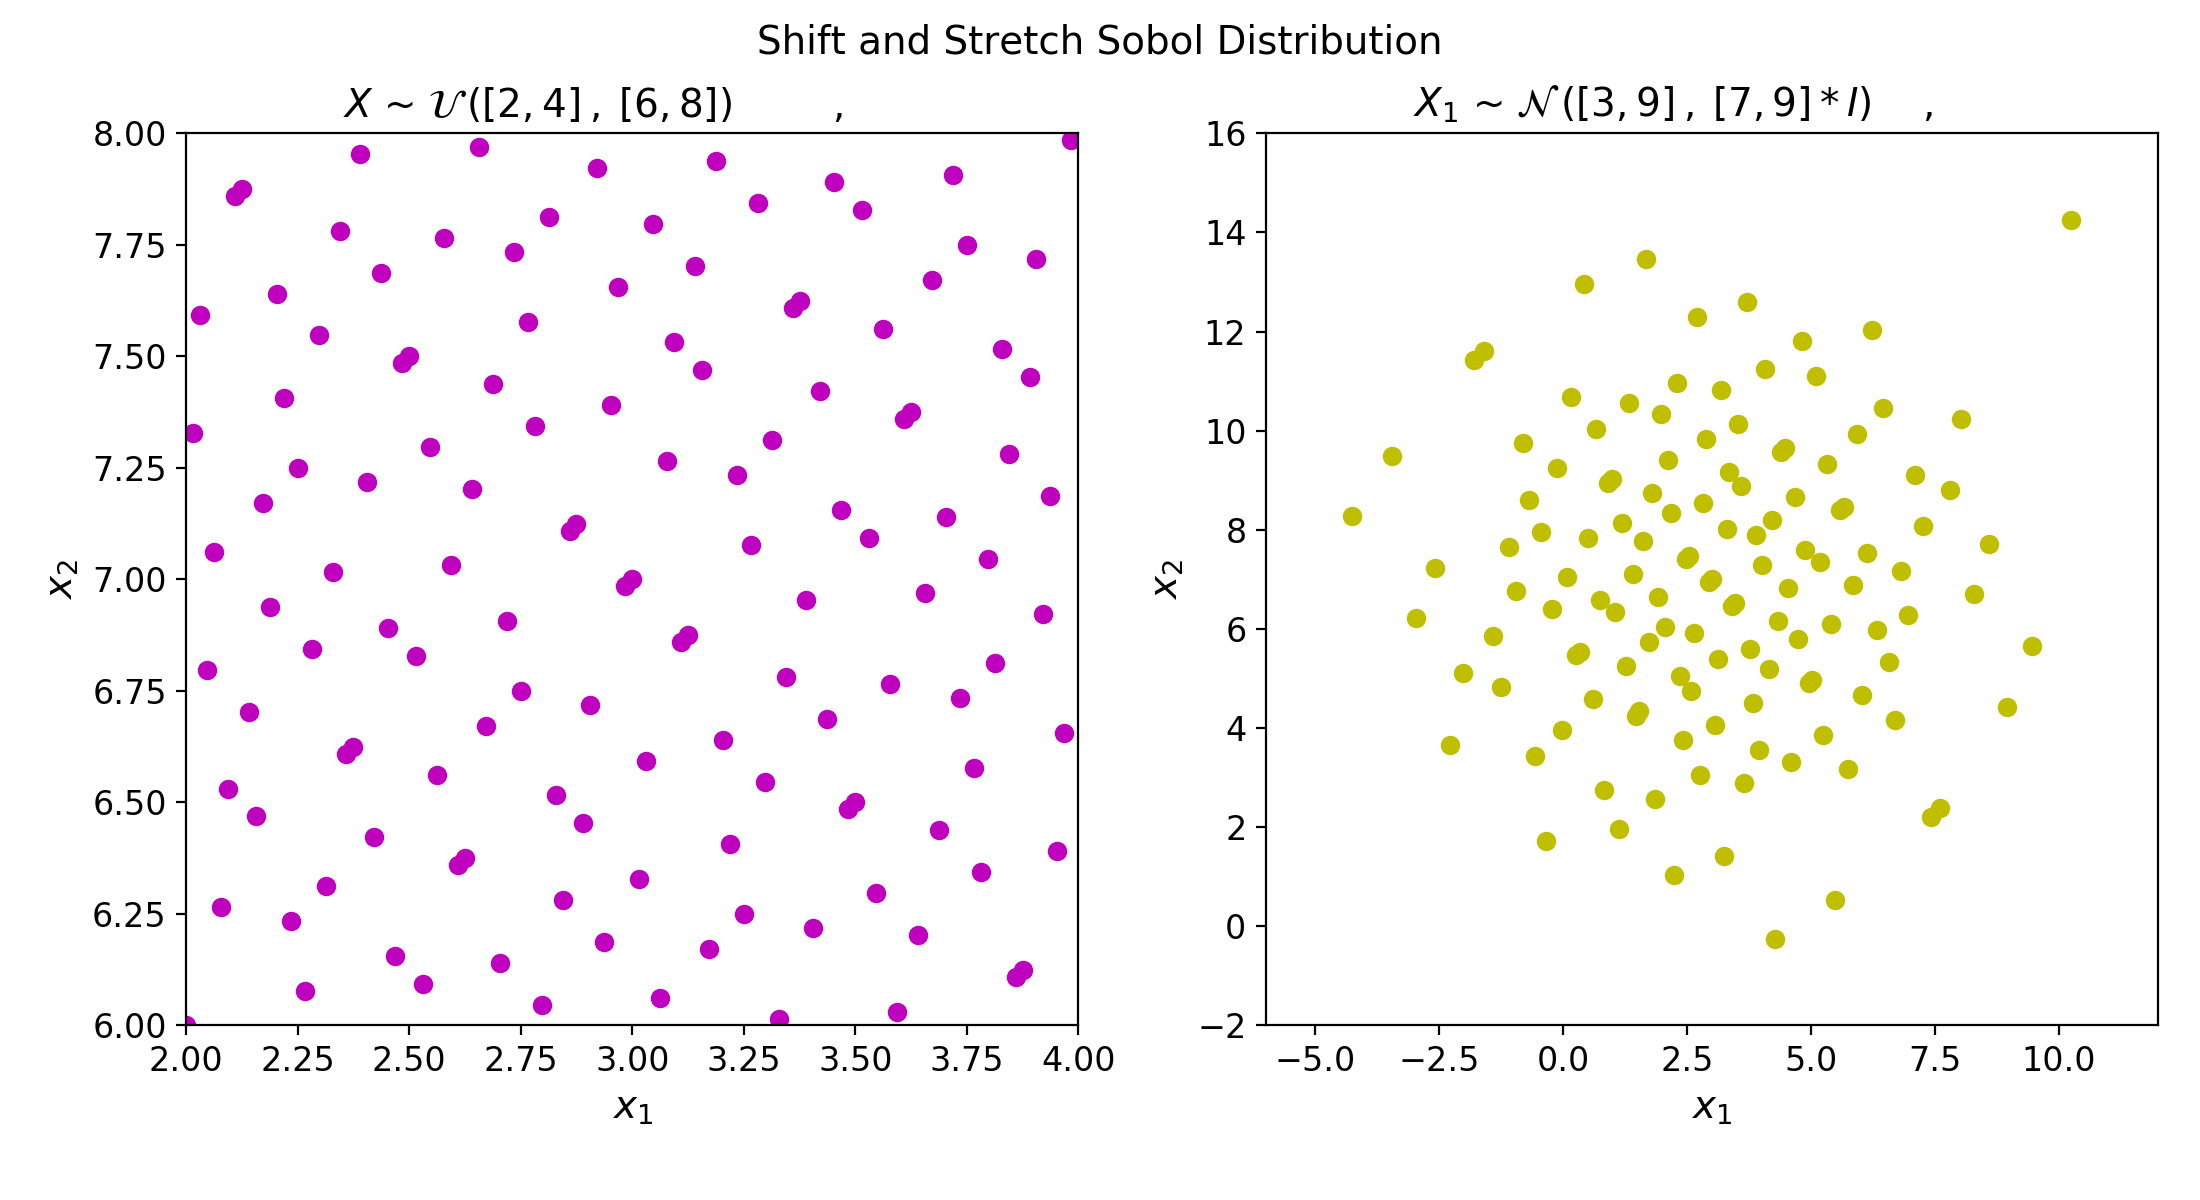 Shift and Stretch Sobol Distribution
X ~ 𝒰([2, 4] , [6, 8]) ,
X₁ ~ 𝒩([3, 9] , [7, 9] * I) ,
8.00
7.75
7.50
7.25
7.00
6.75
6.50
6.25
6.00
x₂
2.00 2.25 2.50 2.75 3.00 3.25 3.50 3.75 4.00
x₁
16
14
12
10
8
6
4
2
0
−2
x₂
−5.0 −2.5 0.0 2.5 5.0 7.5 10.0
x₁